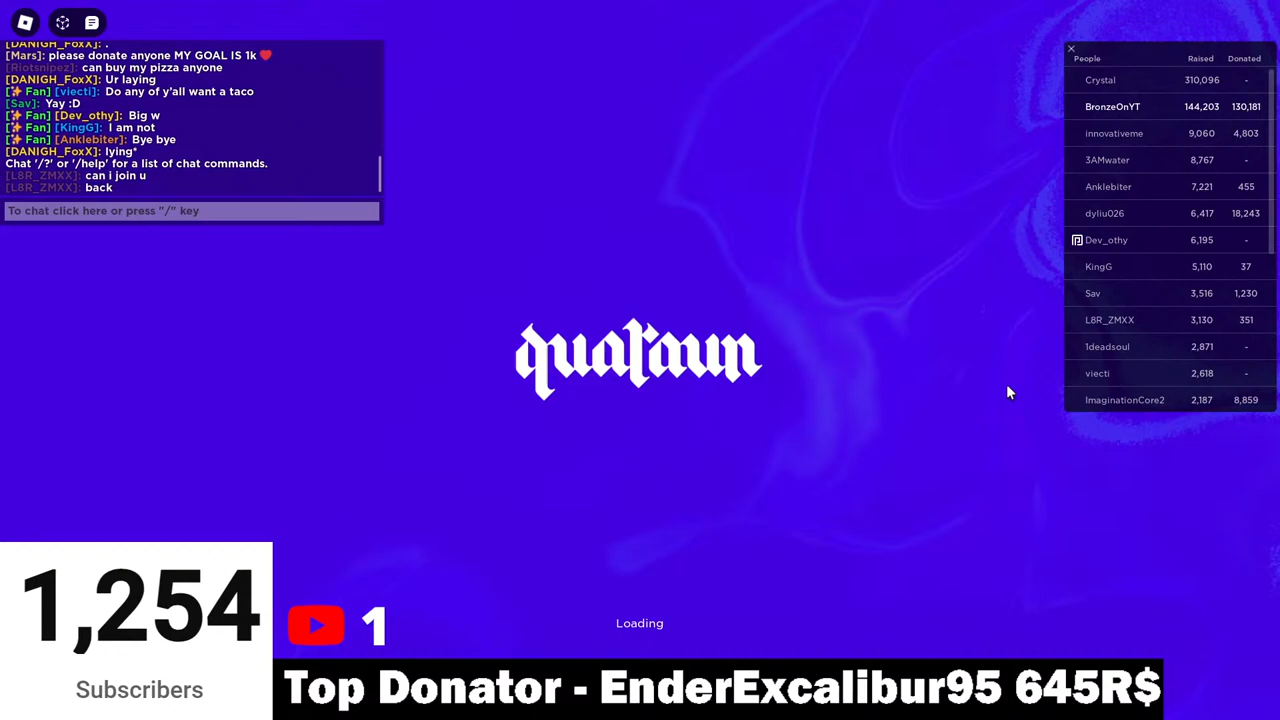 [DANIGH_FoxX]: .
[Mars]: please donate anyone MY GOAL IS 1k ❤️
[Riotsnipez]: can buy my pizza anyone
[DANIGH_FoxX]: Ur laying
[✨ Fan] [viecti]: Do any of y'all want a taco
[Sav]: Yay :D
[✨ Fan] [Dev_othy]: Big w
[✨ Fan] [KingG]: I am not
[✨ Fan] [Anklebiter]: Bye bye
[DANIGH_FoxX]: lying*
Chat '/?' or '/help' for a list of chat commands.
[L8R_ZMXX]: can i join u
[L8R_ZMXX]: back
To chat click here or press "/" key
People Raised Donated
Crystal 310,096 -
BronzeOnYT 144,203 130,181
innovativeme 9,060 4,803
3AMwater 8,767 -
Anklebiter 7,221 455
dyliu026 6,417 18,243
Dev_othy 6,195 -
KingG 5,110 37
Sav 3,516 1,230
L8R_ZMXX 3,130 351
1deadsoul 2,871 -
viecti 2,618 -
ImaginationCore2 2,187 8,859
quataun
Loading
1,254
Subscribers
1
Top Donator - EnderExcalibur95 645R$